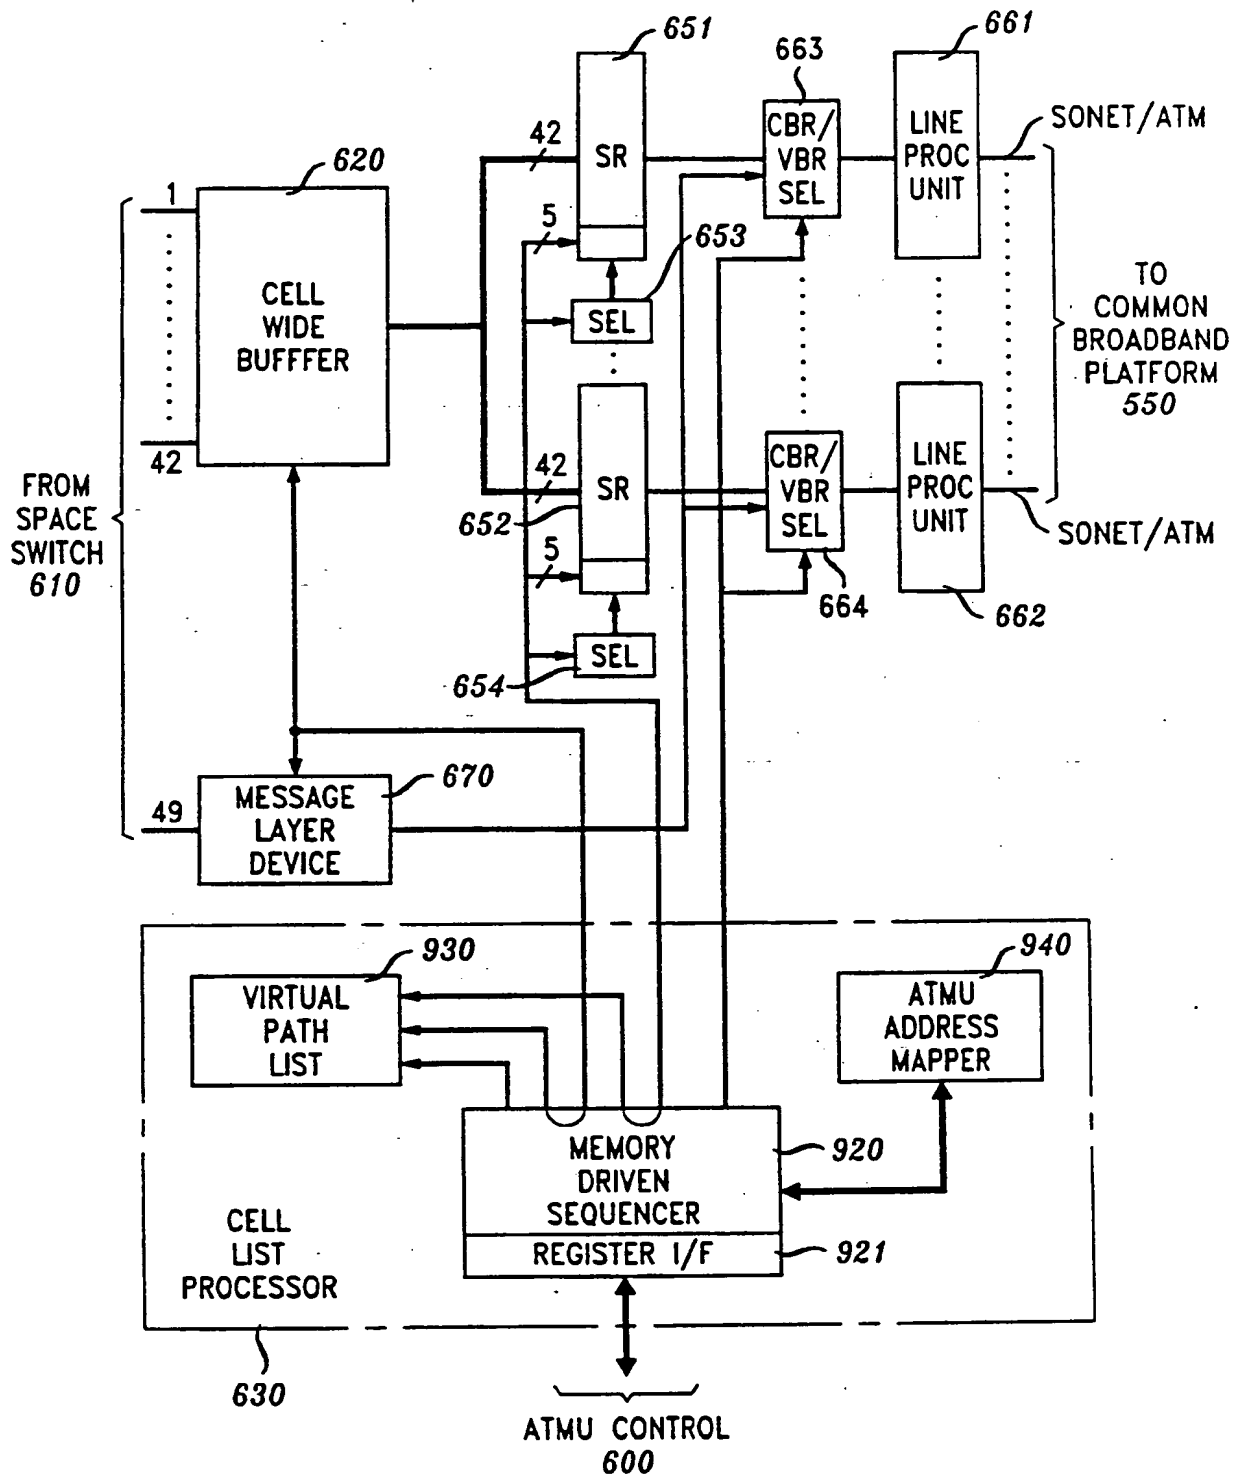 651
661
663
SONET/ATM
42
SR
CBR/
VBR
SEL
LINE
PROC
UNIT
620
1
5
653
CELL
WIDE
BUFFFER
SEL
TO
COMMON
BROADBAND
PLATFORM
550
42
FROM
SPACE
SWITCH
610
42
SR
652
5
CBR/
VBR
SEL
664
LINE
PROC
UNIT
662
SONET/ATM
SEL
654
49
MESSAGE
LAYER
DEVICE
670
930
VIRTUAL
PATH
LIST
940
ATMU
ADDRESS
MAPPER
MEMORY
DRIVEN
SEQUENCER
920
REGISTER I/F
921
CELL
LIST
PROCESSOR
630
ATMU CONTROL
600